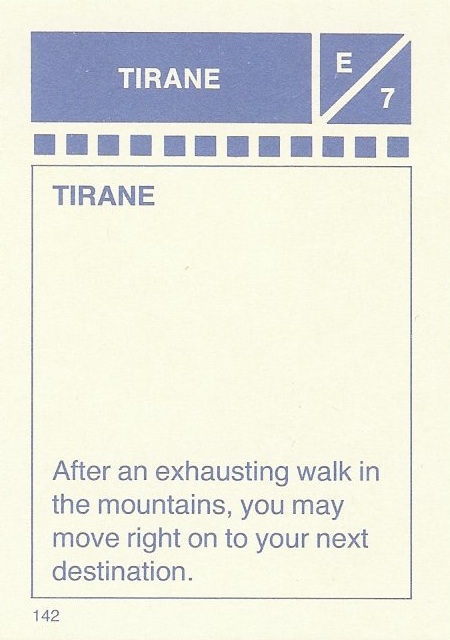 TIRANE
E
7
TIRANE
After an exhausting walk in
the mountains, you may
move right on to your next
destination.
142